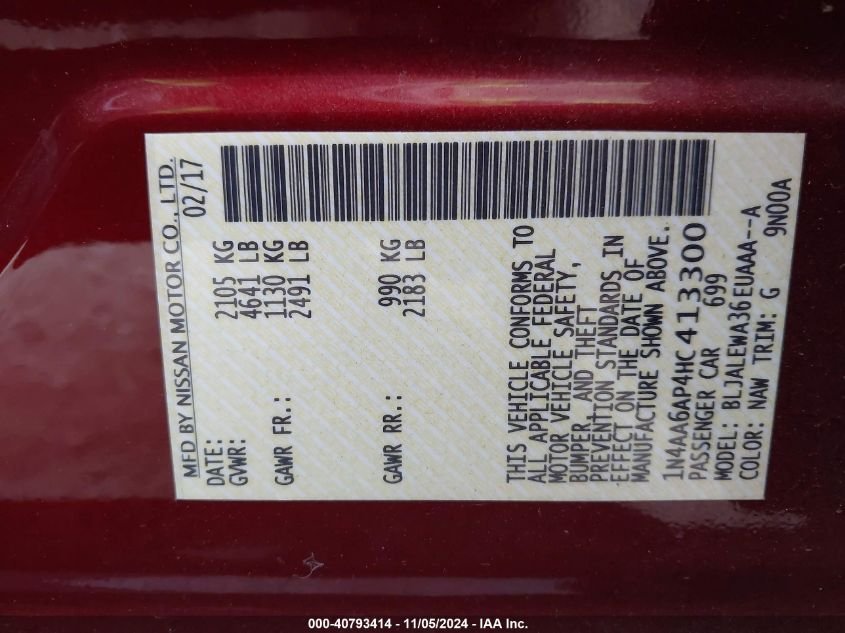 MFD BY NISSAN MOTOR CO., LTD.
DATE: 02/17
GVWR: 2105 KG
4641 LB
GAWR FR.: 1130 KG
2491 LB
GAWR RR.: 990 KG
2183 LB
THIS VEHICLE CONFORMS TO
ALL APPLICABLE FEDERAL
MOTOR VEHICLE SAFETY,
BUMPER, AND THEFT
PREVENTION STANDARDS IN
EFFECT ON THE DATE OF
MANUFACTURE SHOWN ABOVE.
1N4AA6AP4HC413300
PASSENGER CAR 699
MODEL: BLJALEWA36EUAAA--A
COLOR: NAW TRIM: G 9N00A
000-40793414 - 11/05/2024 - IAA Inc.